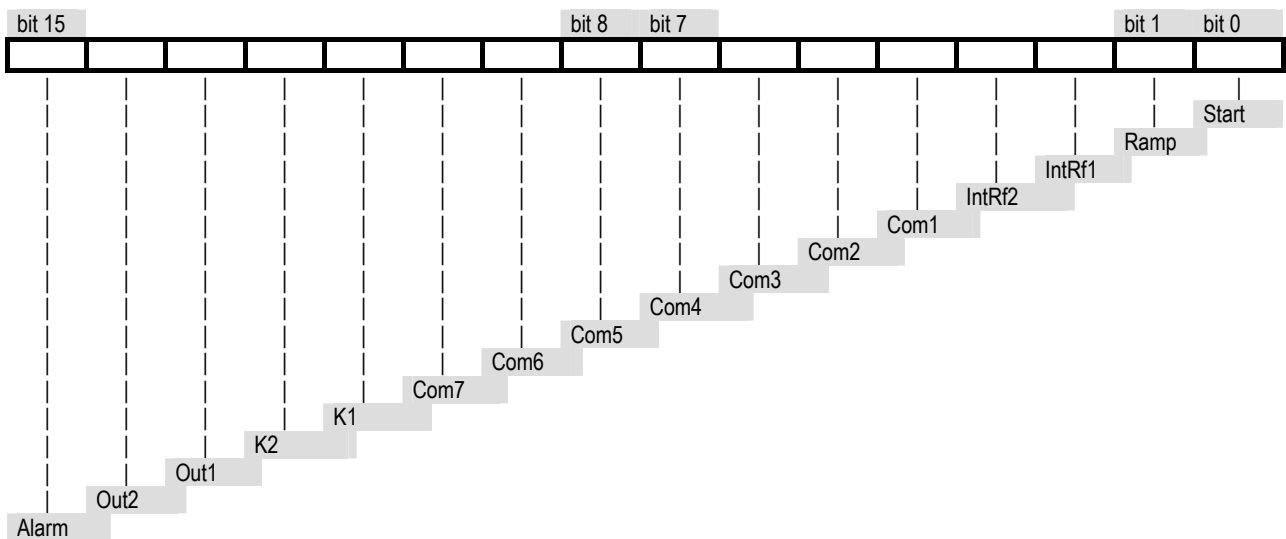 bit 15 bit 8 bit 7 bit 1 bit 0
Start
Ramp
IntRf1
IntRf2
Com1
Com2
Com3
Com4
Com5
Com6
Com7
K1
K2
Out1
Out2
Alarm